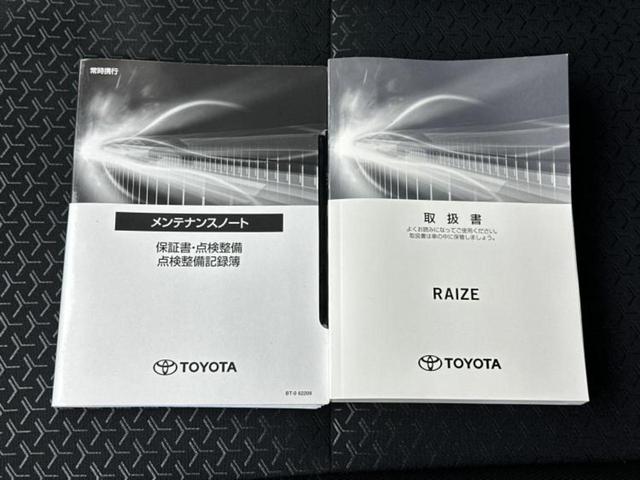 常時携行
メンテナンスノート
保証書・点検整備
点検整備記録簿
TOYOTA
BT-0 62209
取扱書
よくお読みになってご使用ください。
取扱書は車の中に保管しましょう。
RAIZE
TOYOTA